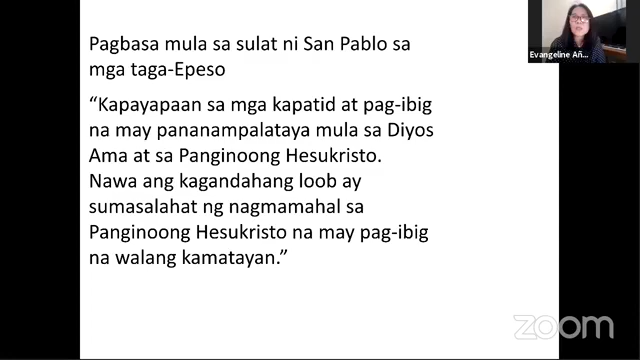 Pagbasa mula sa sulat ni San Pablo sa
mga taga-Epeso
“Kapayapaan sa mga kapatid at pag-ibig
na may pananampalataya mula sa Diyos
Ama at sa Panginoong Hesukristo.
Nawa ang kagandahang loob ay
sumasalahat ng nagmamahal sa
Panginoong Hesukristo na may pag-ibig
na walang kamatayan.”
Evangeline Añ...
zoom